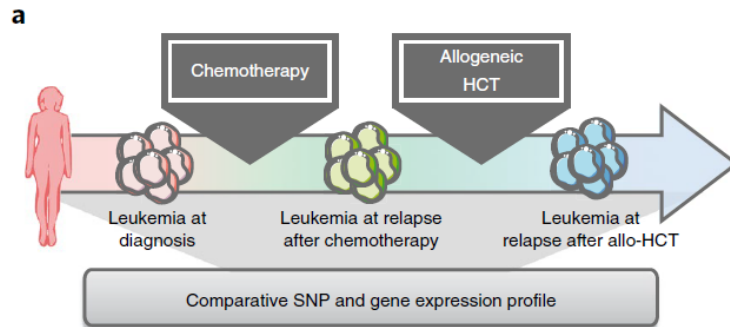 a
Chemotherapy
Allogeneic
HCT
Leukemia at
diagnosis
Leukemia at relapse
after chemotherapy
Leukemia at
relapse after allo-HCT
Comparative SNP and gene expression profile